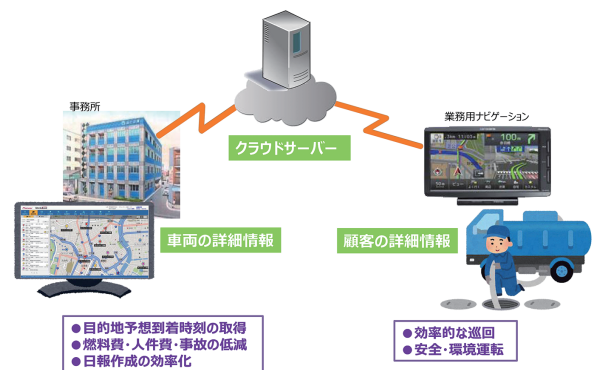 事務所
業務用ナビゲーション
クラウドサーバー
車両の詳細情報
顧客の詳細情報
●目的地予想到着時刻の取得
●燃料費・人件費・事故の低減
●日報作成の効率化
●効率的な巡回
●安全・環境運転